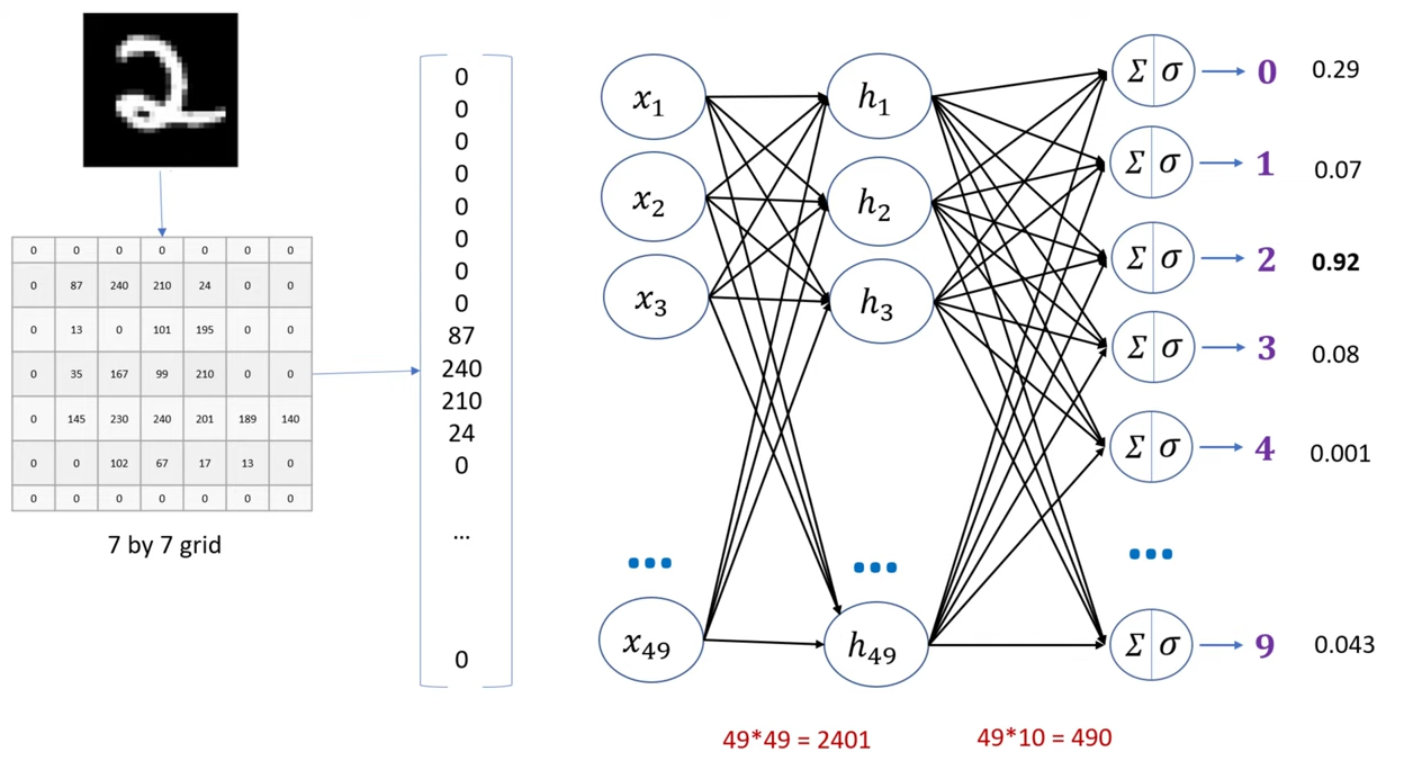 0 0 0 0 0 0 0
0 87 240 210 24 0 0
0 13 0 101 195 0 0
0 35 167 99 210 0 0
0 145 230 240 201 189 140
0 0 102 67 17 13 0
0 0 0 0 0 0 0
7 by 7 grid
0
0
0
0
0
0
0
0
87
240
210
24
0
...
0
x₁
x₂
x₃
...
x₄₉
h₁
h₂
h₃
...
h₄₉
Σ σ 0 0.29
Σ σ 1 0.07
Σ σ 2 0.92
Σ σ 3 0.08
Σ σ 4 0.001
...
Σ σ 9 0.043
49*49 = 2401
49*10 = 490